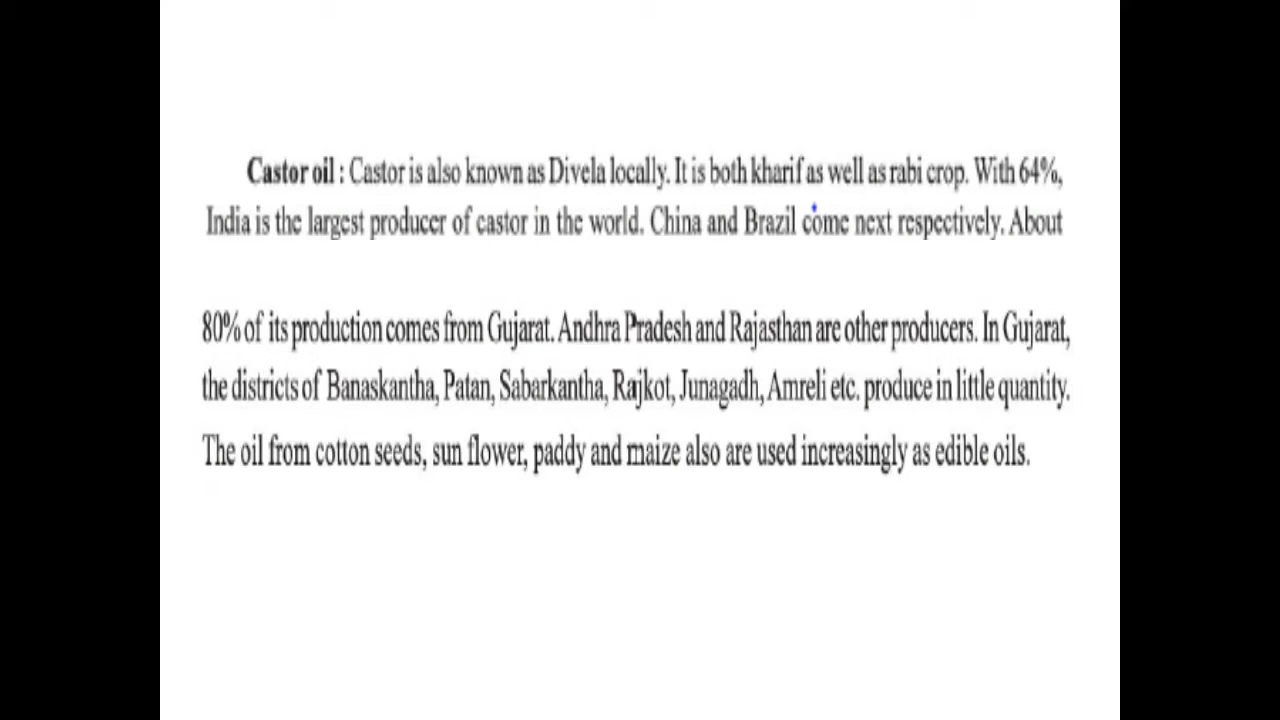 Castor oil : Castor is also known as Divela locally. It is both kharif as well as rabi crop. With 64%,
India is the largest producer of castor in the world. China and Brazil come next respectively. About
80% of its production comes from Gujarat. Andhra Pradesh and Rajasthan are other producers. In Gujarat,
the districts of Banaskantha, Patan, Sabarkantha, Rajkot, Junagadh, Amreli etc. produce in little quantity.
The oil from cotton seeds, sun flower, paddy and maize also are used increasingly as edible oils.